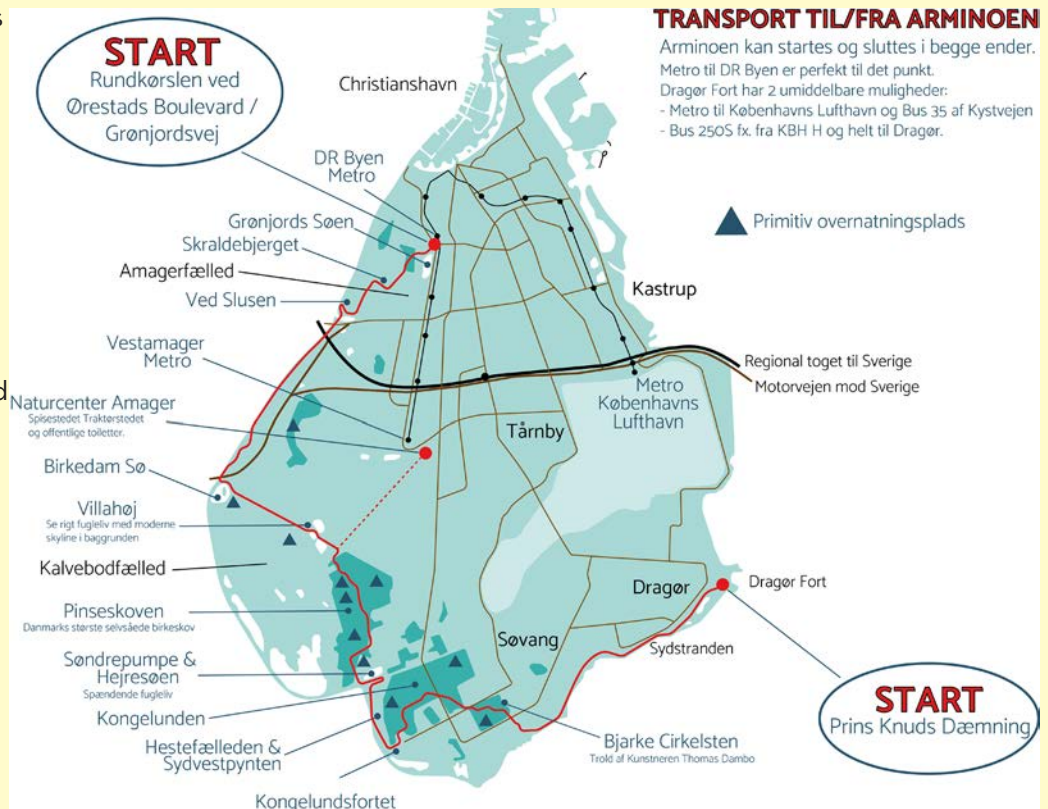 s
d
START
Rundkørslen ved
Ørestads Boulevard /
Grønjordsvej
TRANSPORT TIL/FRA ARMINOEN
Arminoen kan startes og sluttes i begge ender.
Metro til DR Byen er perfekt til det punkt.
Dragør Fort har 2 umiddelbare muligheder:
- Metro til Københavns Lufthavn og Bus 35 af Kystvejen
- Bus 250S fx. fra KBH H og helt til Dragør.
Primitiv overnatningsplads
Christianshavn
DR Byen
Metro
Grønjords Søen
Skraldebjerget
Amagerfælled
Ved Slusen
Vestamager
Metro
Naturcenter Amager
Spisestedet Traktørstedet
og offentlige toiletter.
Birkedam Sø
Villahøj
Se rigt fugleliv med moderne
skyline i baggrunden
Kalvebodfælled
Pinseskoven
Danmarks største selvsåede birkeskov
Søndrepumpe &
Hejresøen
Spændende fugleliv
Kongelunden
Hestefælleden &
Sydvestpynten
Kongelundsfortet
Kastrup
Regional toget til Sverige
Motorvejen mod Sverige
Metro
Københavns
Lufthavn
Tårnby
Dragør
Dragør Fort
Søvang
Sydstranden
START
Prins Knuds Dæmning
Bjarke Cirkelsten
Trold af Kunstneren Thomas Dambo